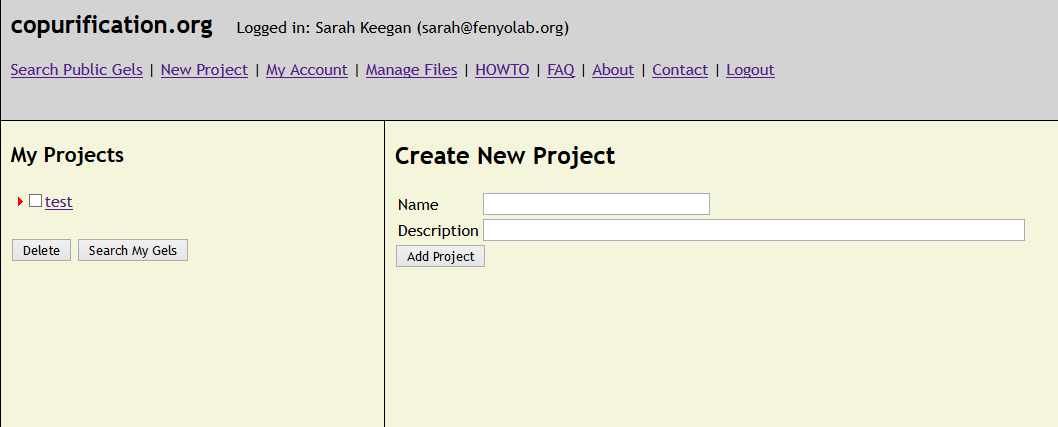 copurification.org Logged in: Sarah Keegan (sarah@fenyolab.org)
Search Public Gels | New Project | My Account | Manage Files | HOWTO | FAQ | About | Contact | Logout
My Projects
test
Delete Search My Gels
Create New Project
Name
Description
Add Project